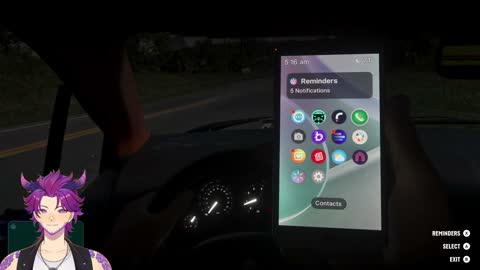 5:16 am
Reminders
5 Notifications
Contacts
REMINDERS A
SELECT A
EXIT B